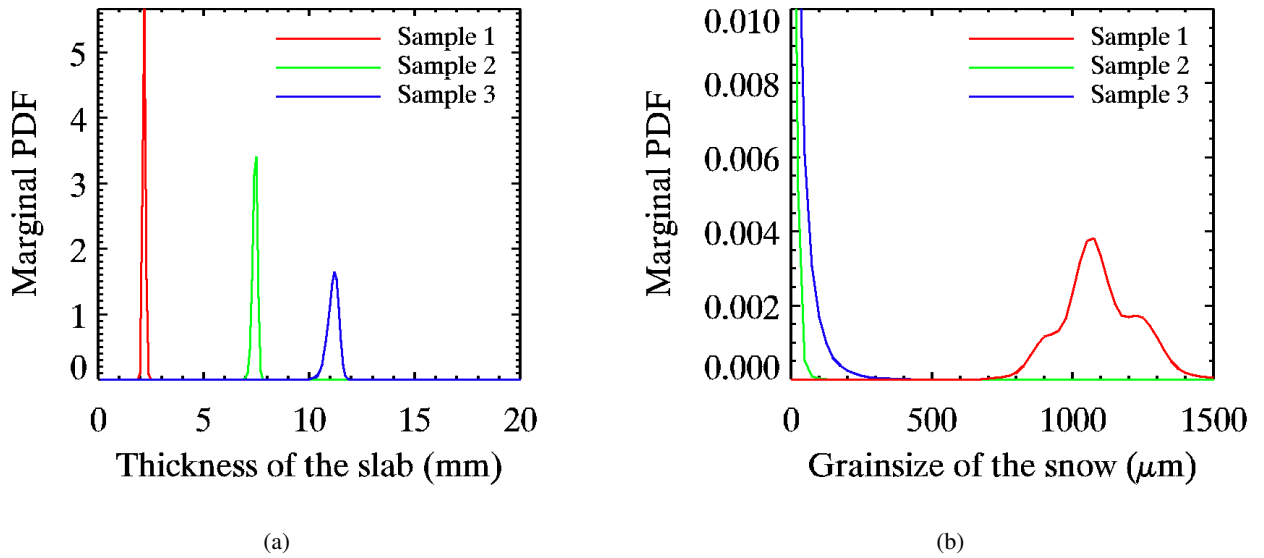 Marginal PDF
5
4
3
2
1
0
0 5 10 15 20
Thickness of the slab (mm)
Sample 1
Sample 2
Sample 3
(a)
Marginal PDF
0.010
0.008
0.006
0.004
0.002
0.000
0 500 1000 1500
Grainsize of the snow (μm)
Sample 1
Sample 2
Sample 3
(b)